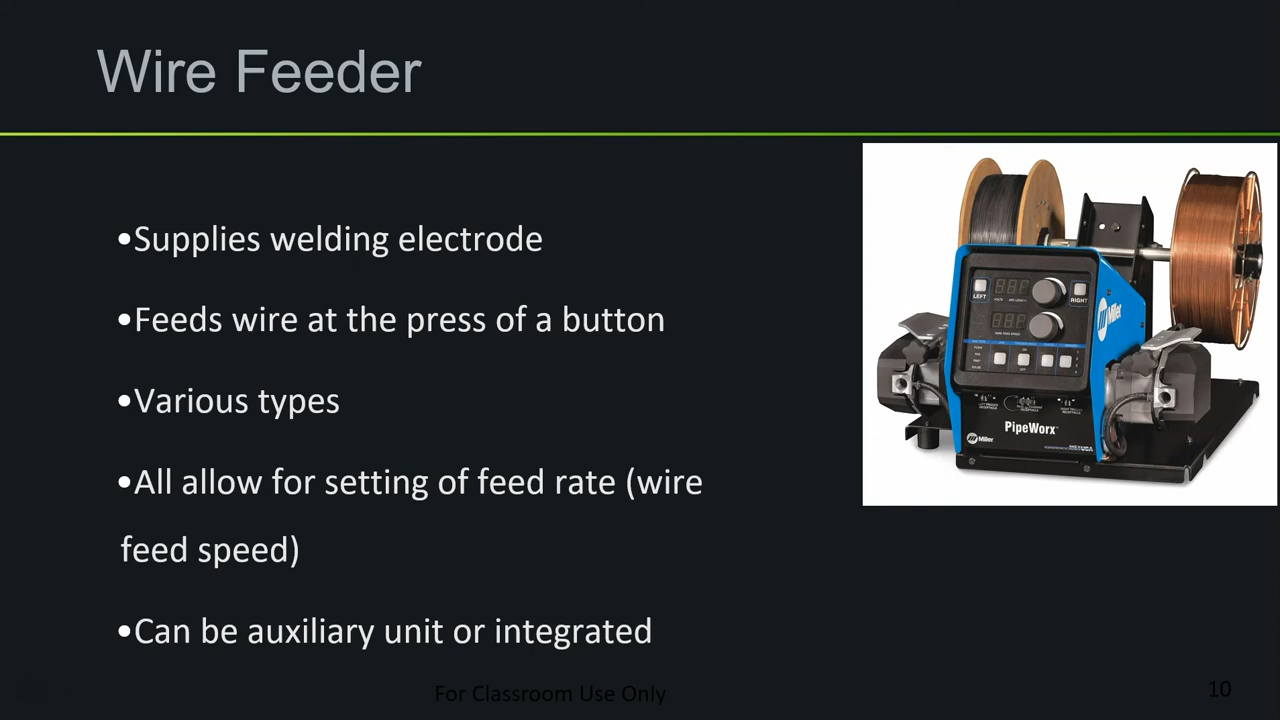 Wire Feeder
•Supplies welding electrode
•Feeds wire at the press of a button
•Various types
•All allow for setting of feed rate (wire
feed speed)
•Can be auxiliary unit or integrated
LEFT
RIGHT
Miller
PipeWorx
Miller
For Classroom Use Only
10